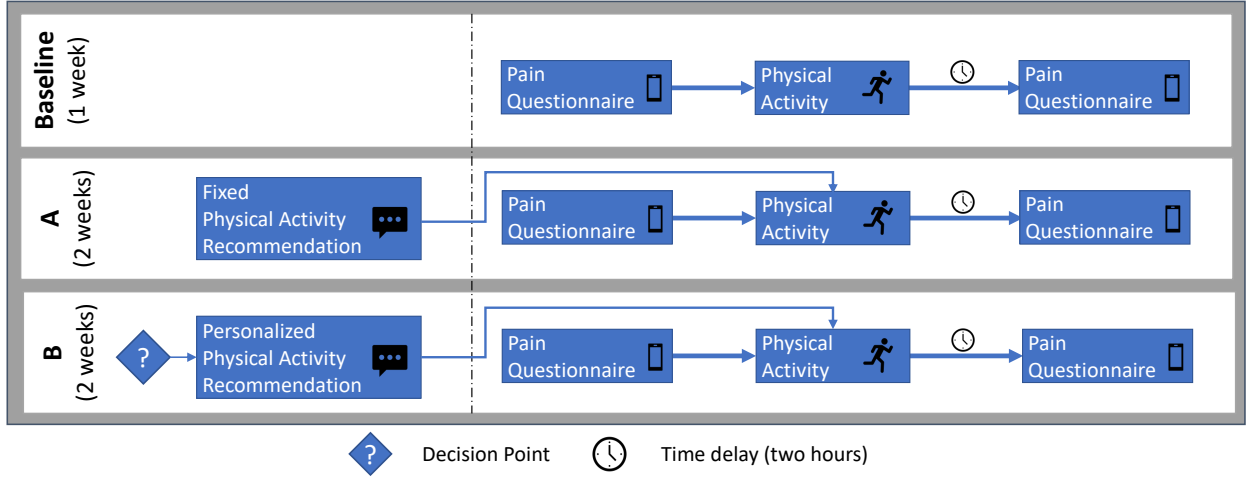 Baseline
(1 week)
Pain
Questionnaire
Physical
Activity
Pain
Questionnaire
A
(2 weeks)
Fixed
Physical Activity
Recommendation
Pain
Questionnaire
Physical
Activity
Pain
Questionnaire
B
(2 weeks)
?
Personalized
Physical Activity
Recommendation
Pain
Questionnaire
Physical
Activity
Pain
Questionnaire
?
Decision Point
Time delay (two hours)